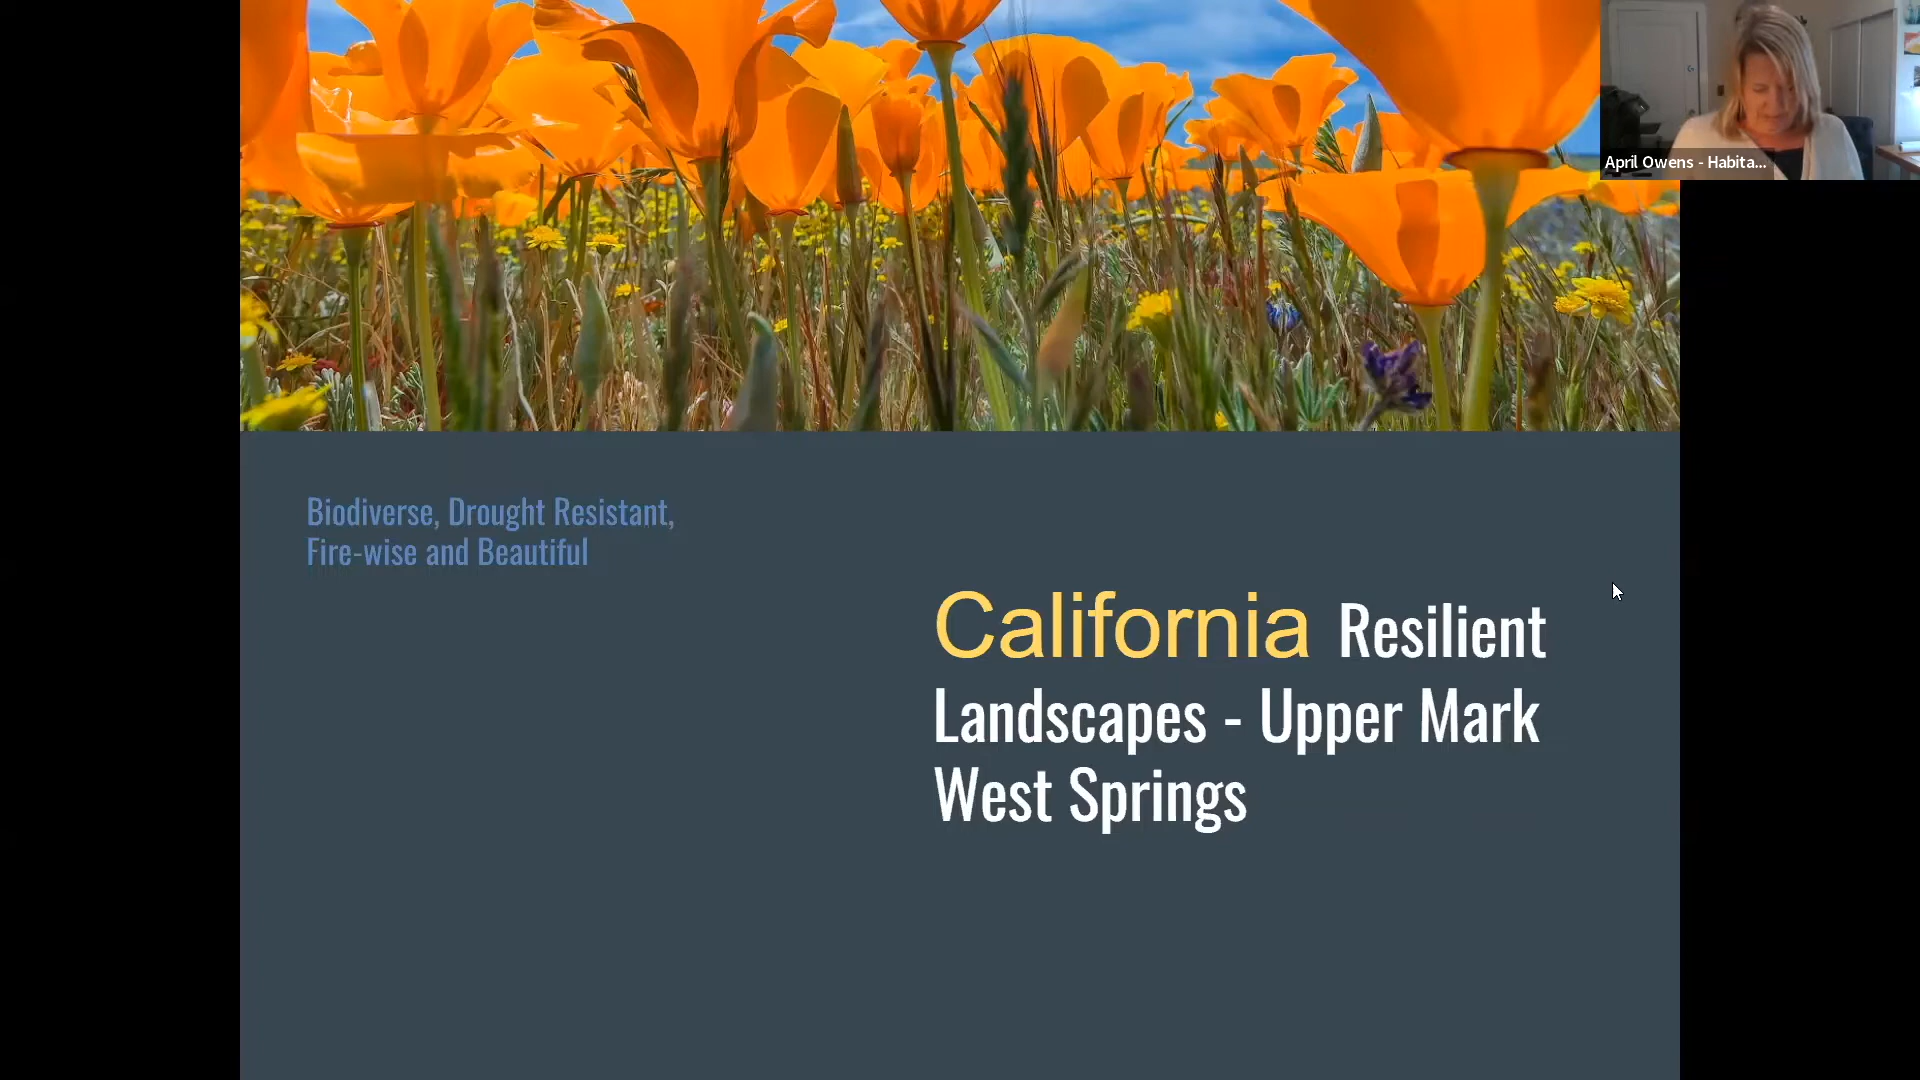 April Owens - Habita...
Biodiverse, Drought Resistant,
Fire-wise and Beautiful
California Resilient
Landscapes - Upper Mark
West Springs